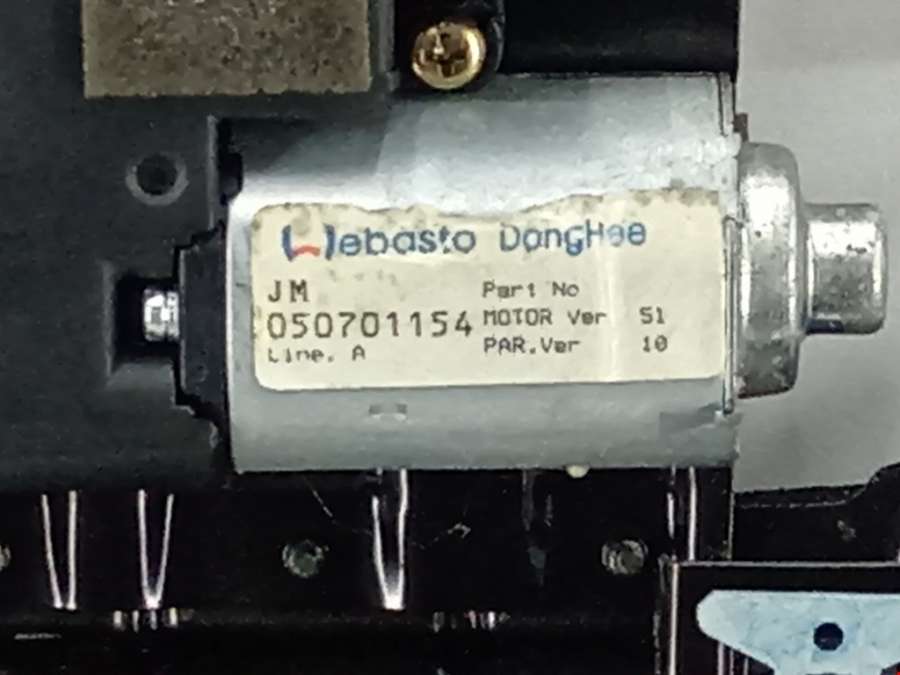 Webasto DongHee
JM Part No
050701154 MOTOR Ver 51
Line. A PAR.Ver 10